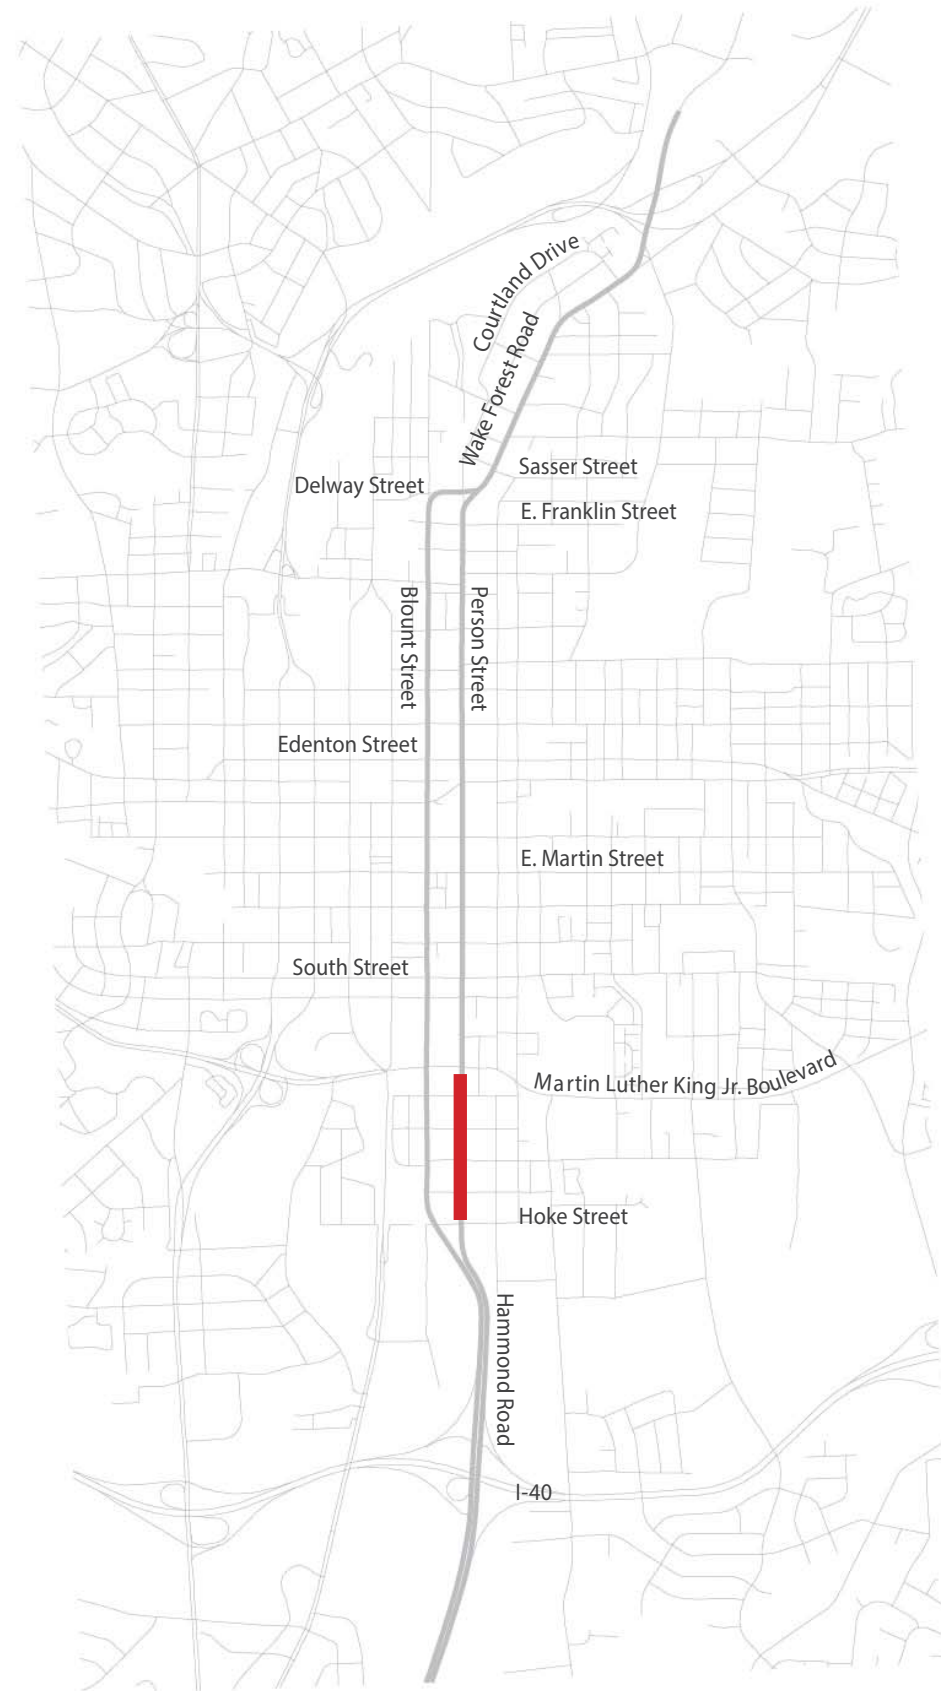 Courtland Drive
Wake Forest Road
Sasser Street
Delway Street
E. Franklin Street
Blount Street
Person Street
Edenton Street
E. Martin Street
South Street
Martin Luther King Jr. Boulevard
Hoke Street
Hammond Road
I-40